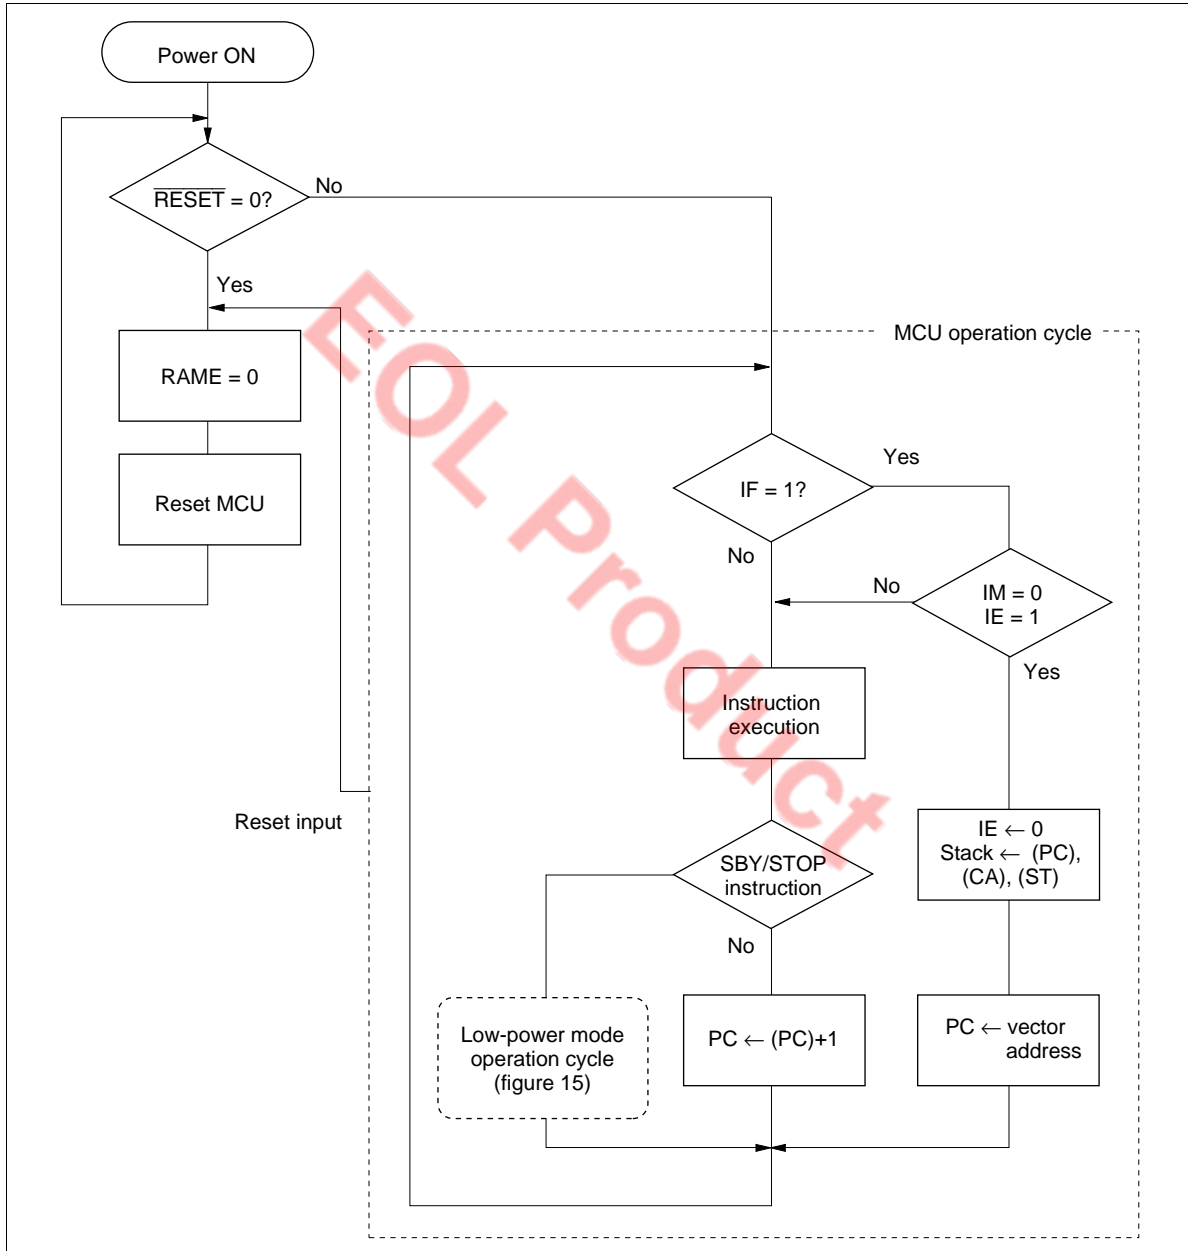 Power ON
RESET = 0?
No
Yes
RAME = 0
Reset MCU
Reset input
MCU operation cycle
IF = 1?
Yes
No
IM = 0
IE = 1
No
Yes
Instruction
execution
SBY/STOP
instruction
No
IE ← 0
Stack ← (PC),
(CA), (ST)
Low-power mode
operation cycle
(figure 15)
PC ← (PC)+1
PC ← vector
address
EOL Product